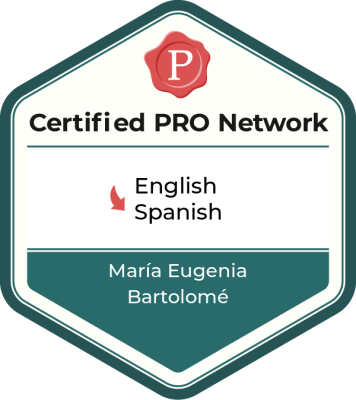 P
Certified PRO Network
English
Spanish
María Eugenia
Bartolomé